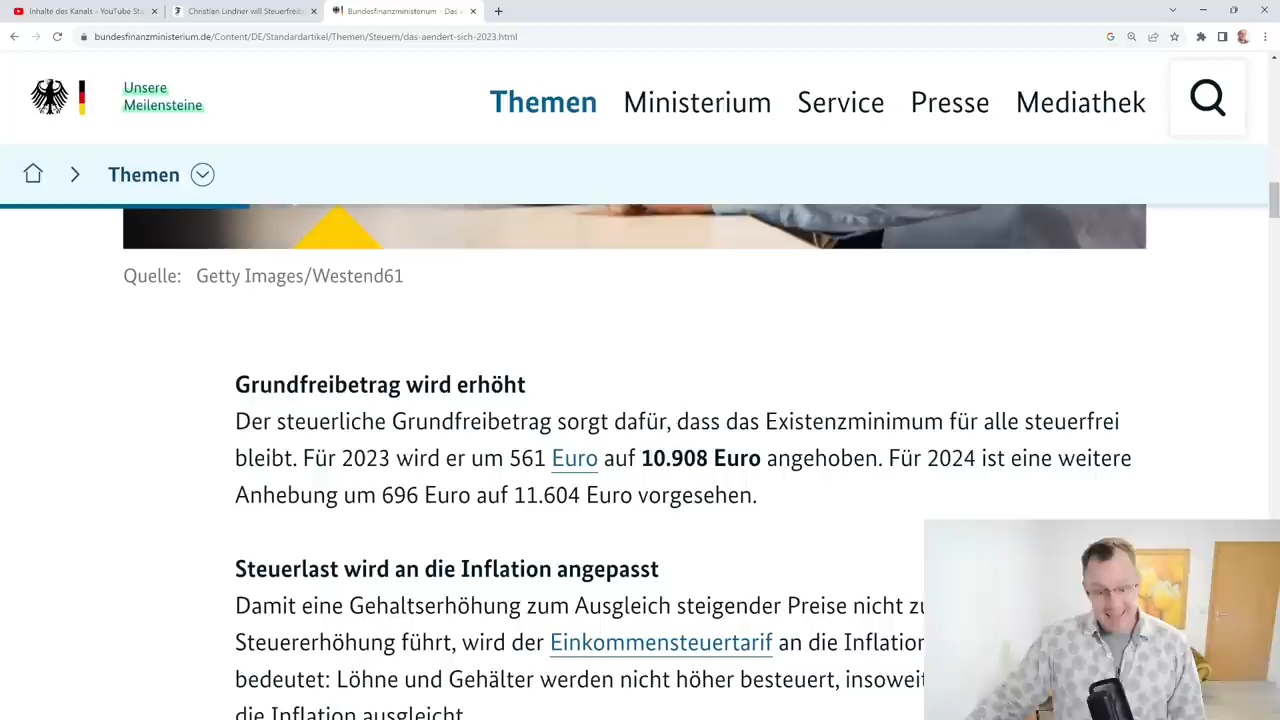 Inhalte des Kanals - YouTube St
Christian Lindner will Steuerfreib
Bundesfinanzministerium - Das
bundesfinanzministerium.de/Content/DE/Standardartikel/Themen/Steuern/das-aendert-sich-2023.html
Unsere
Meilensteine
Themen Ministerium Service Presse Mediathek
Themen
Quelle: Getty Images/Westend61
Grundfreibetrag wird erhöht
Der steuerliche Grundfreibetrag sorgt dafür, dass das Existenzminimum für alle steuerfrei
bleibt. Für 2023 wird er um 561 Euro auf 10.908 Euro angehoben. Für 2024 ist eine weitere
Anhebung um 696 Euro auf 11.604 Euro vorgesehen.
Steuerlast wird an die Inflation angepasst
Damit eine Gehaltserhöhung zum Ausgleich steigender Preise nicht zu
Steuererhöhung führt, wird der Einkommensteuertarif an die Inflation
bedeutet: Löhne und Gehälter werden nicht höher besteuert, insoweit
die Inflation ausgleicht.